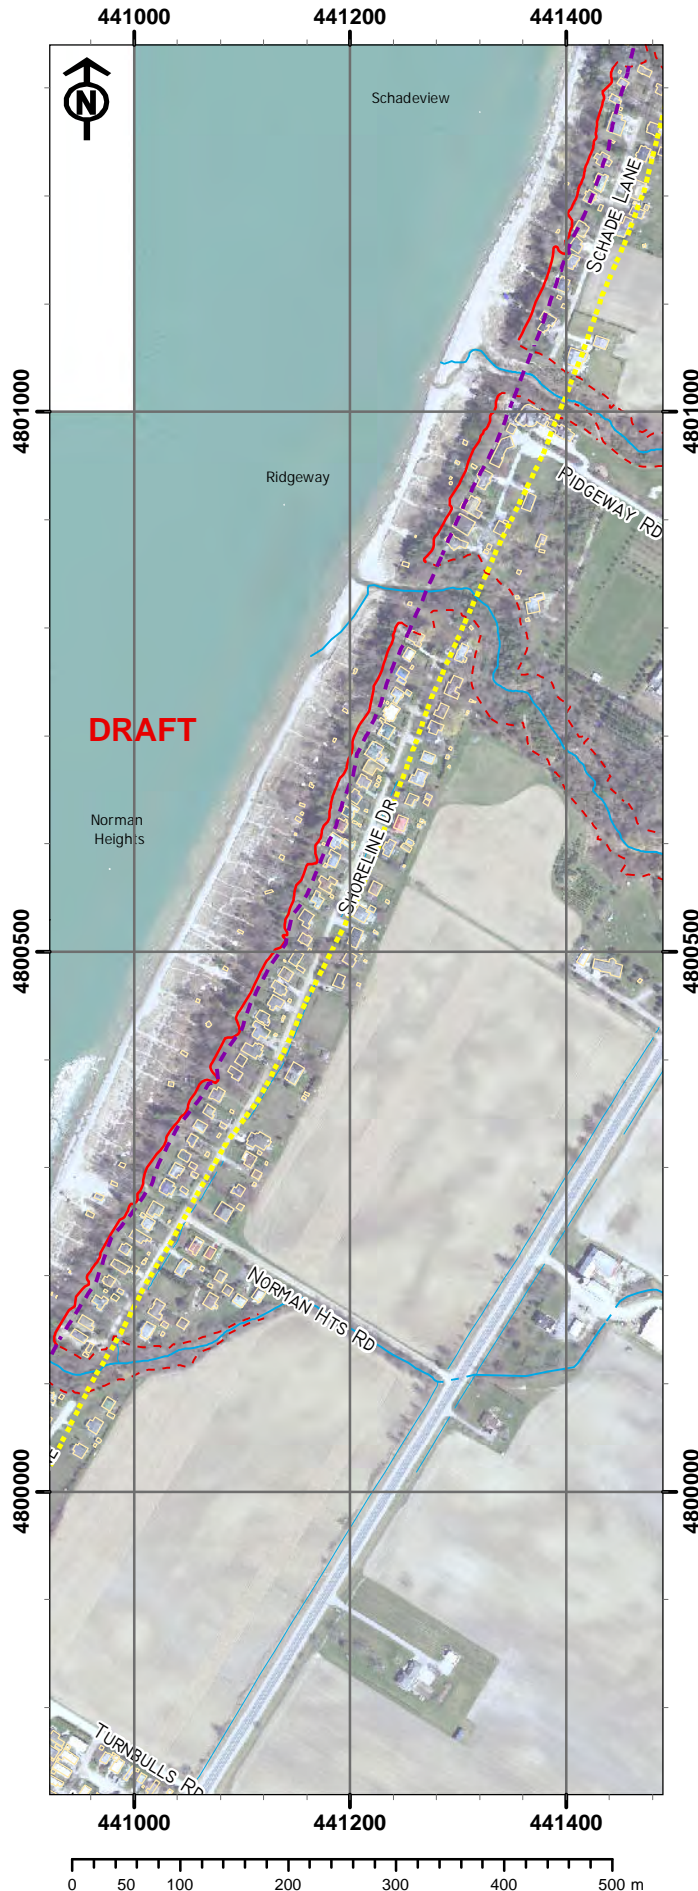 441000 441200 441400
N
Schadeview
SCHADE LANE
4801000 4801000
Ridgeway
RIDGEWAY RD
DRAFT
Norman
Heights
SHORELINE DR
4800500 4800500
NORMAN HTS RD
E
4800000 4800000
TURNBULLS RD
441000 441200 441400
0 50 100 200 300 400 500 m